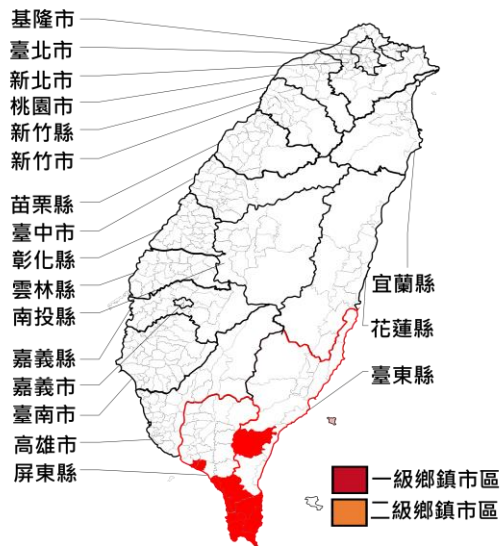 基隆市
臺北市
新北市
桃園市
新竹縣
新竹市
苗栗縣
臺中市
彰化縣
雲林縣
南投縣
嘉義縣
嘉義市
臺南市
高雄市
屏東縣
宜蘭縣
花蓮縣
臺東縣
一級鄉鎮市區
二級鄉鎮市區